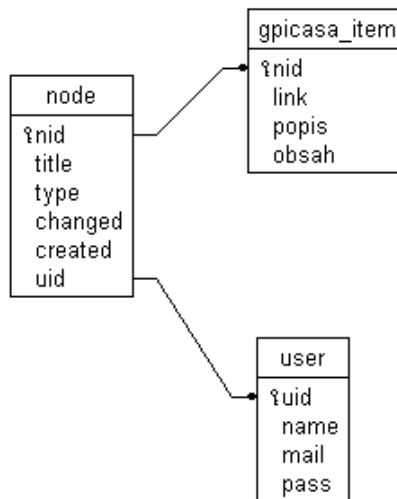 gpicasa_item
nid
link
popis
obsah
node
nid
title
type
changed
created
uid
user
uid
name
mail
pass